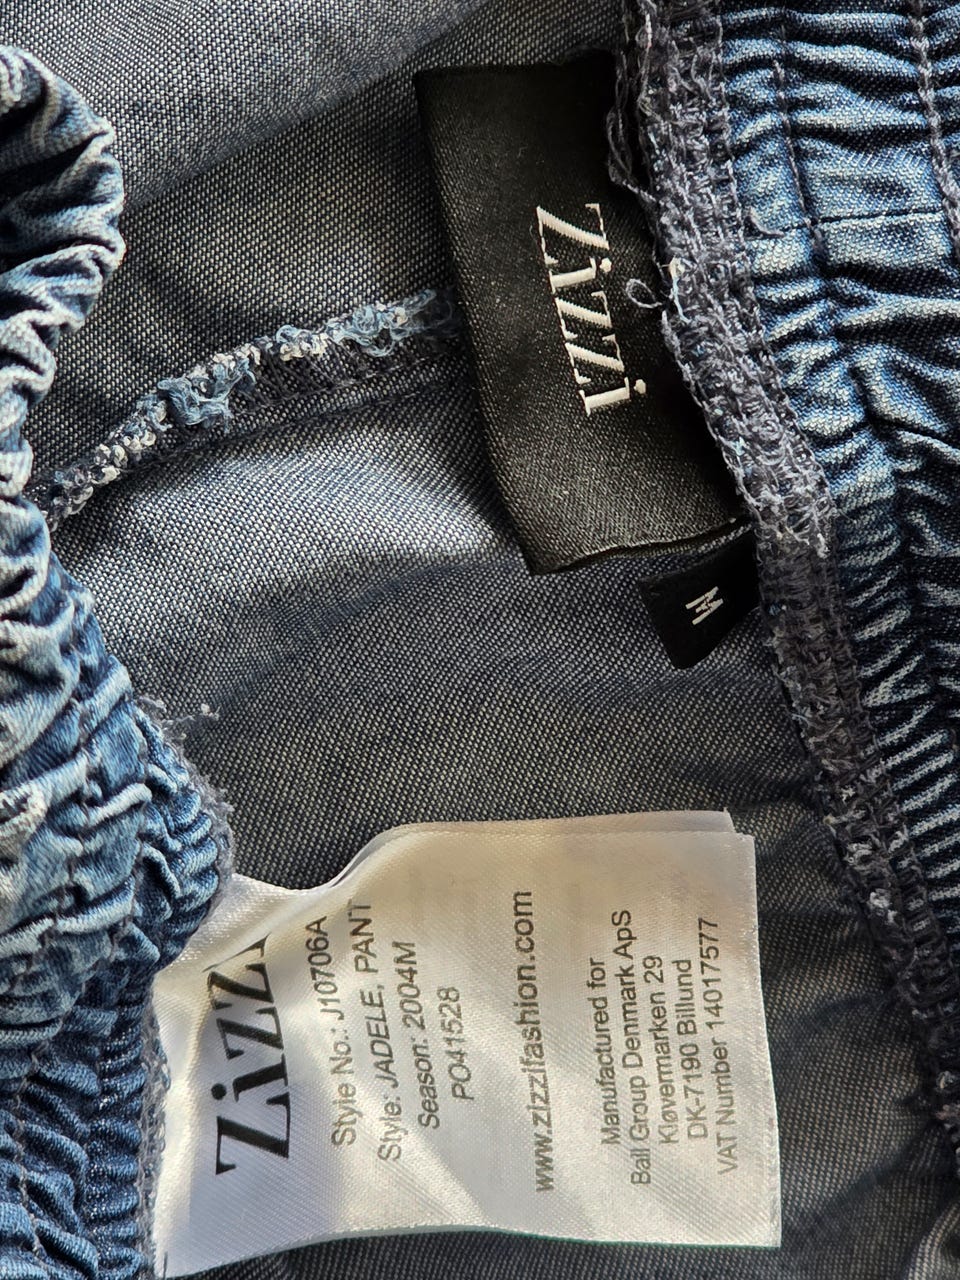 Zizzi
M
Zizzi
Style No.: J10706A
Style: JADELE, PANT
Season: 2004M
PO41528
www.zizzifashion.com
Manufactured for
Ball Group Denmark ApS
Kløvermarken 29
DK-7190 Billund
VAT Number 14017577